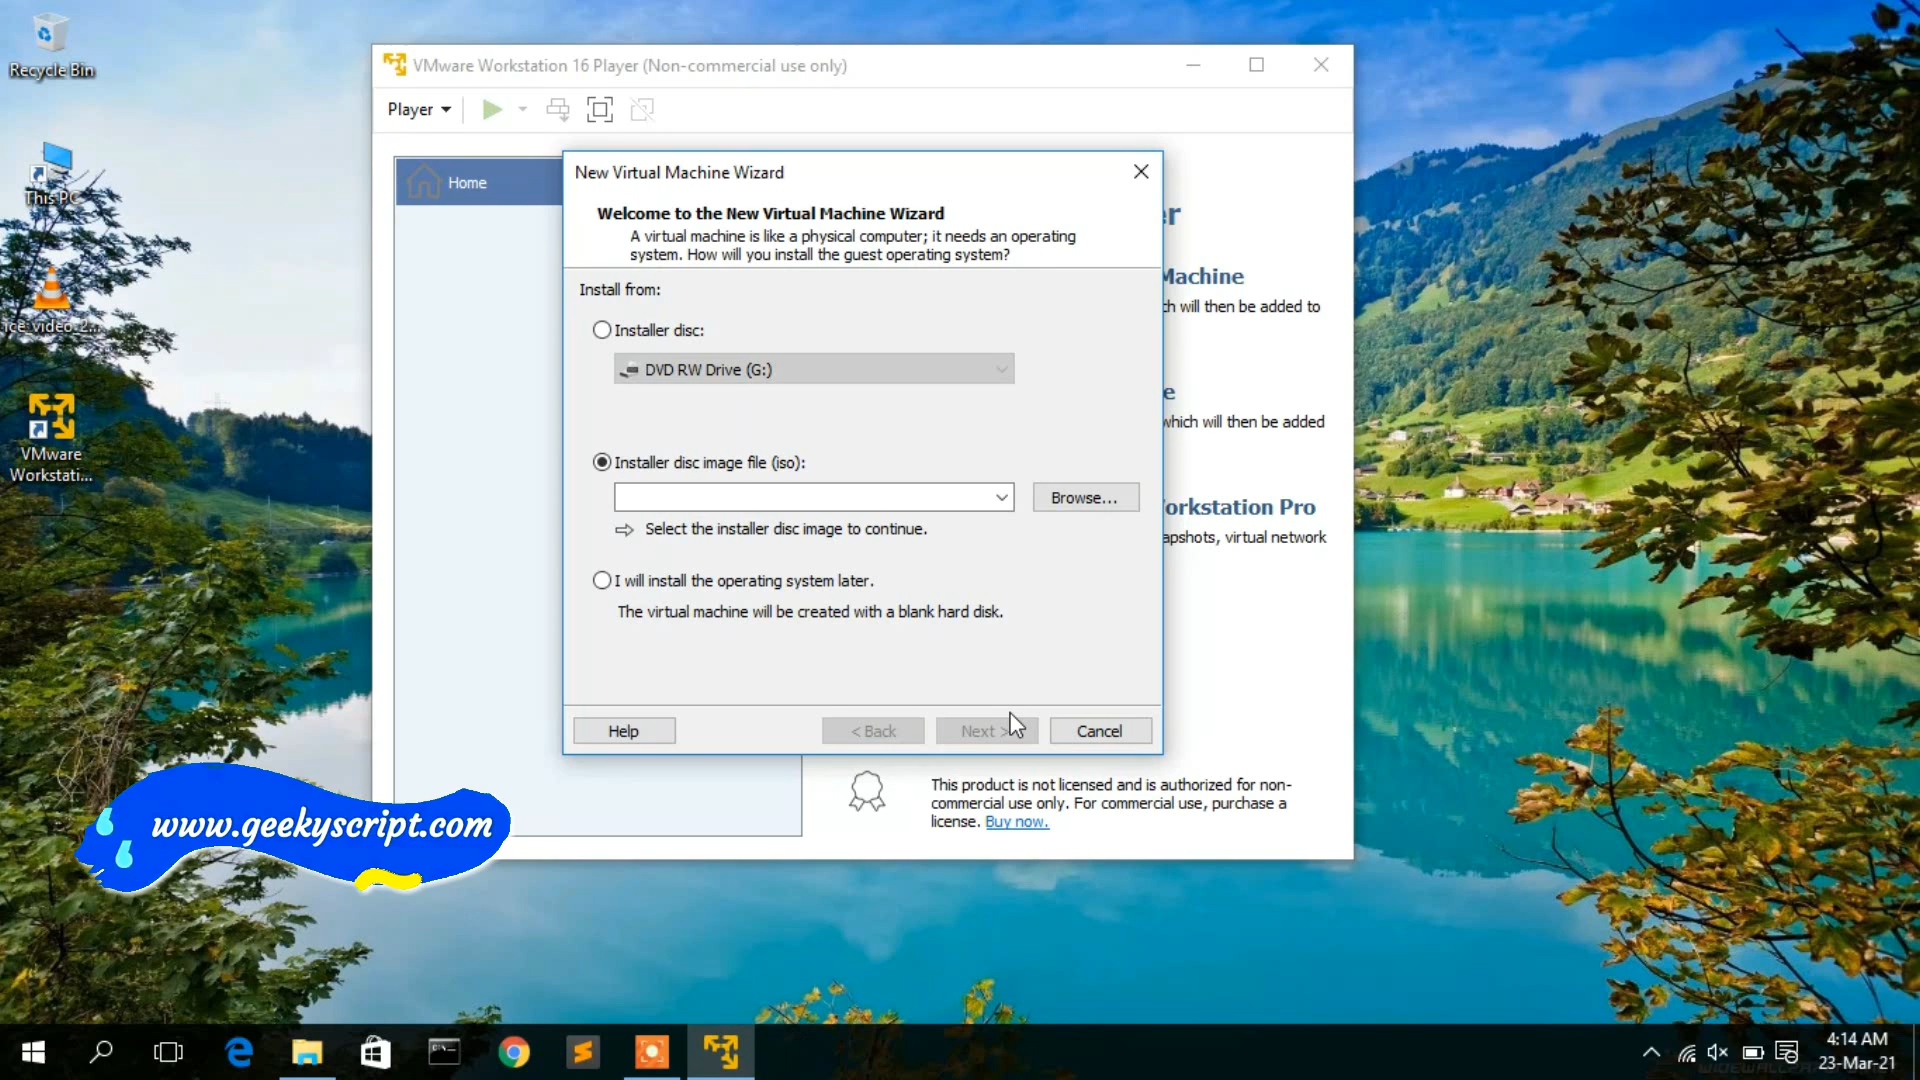 Recycle Bin
This PC
VMware
Workstati...
VMware Workstation 16 Player (Non-commercial use only)
Player
Home
New Virtual Machine Wizard
Welcome to the New Virtual Machine Wizard
A virtual machine is like a physical computer; it needs an operating
system. How will you install the guest operating system?
Install from:
Installer disc:
DVD RW Drive (G:)
Installer disc image file (iso):
Browse...
Select the installer disc image to continue.
I will install the operating system later.
The virtual machine will be created with a blank hard disk.
Help
< Back
Next >
Cancel
er
Machine
ch will then be added to
e
which will then be added
orkstation Pro
apshots, virtual network
This product is not licensed and is authorized for non-
commercial use only. For commercial use, purchase a
license. Buy now.
www.geekyscript.com
4:14 AM
23-Mar-21